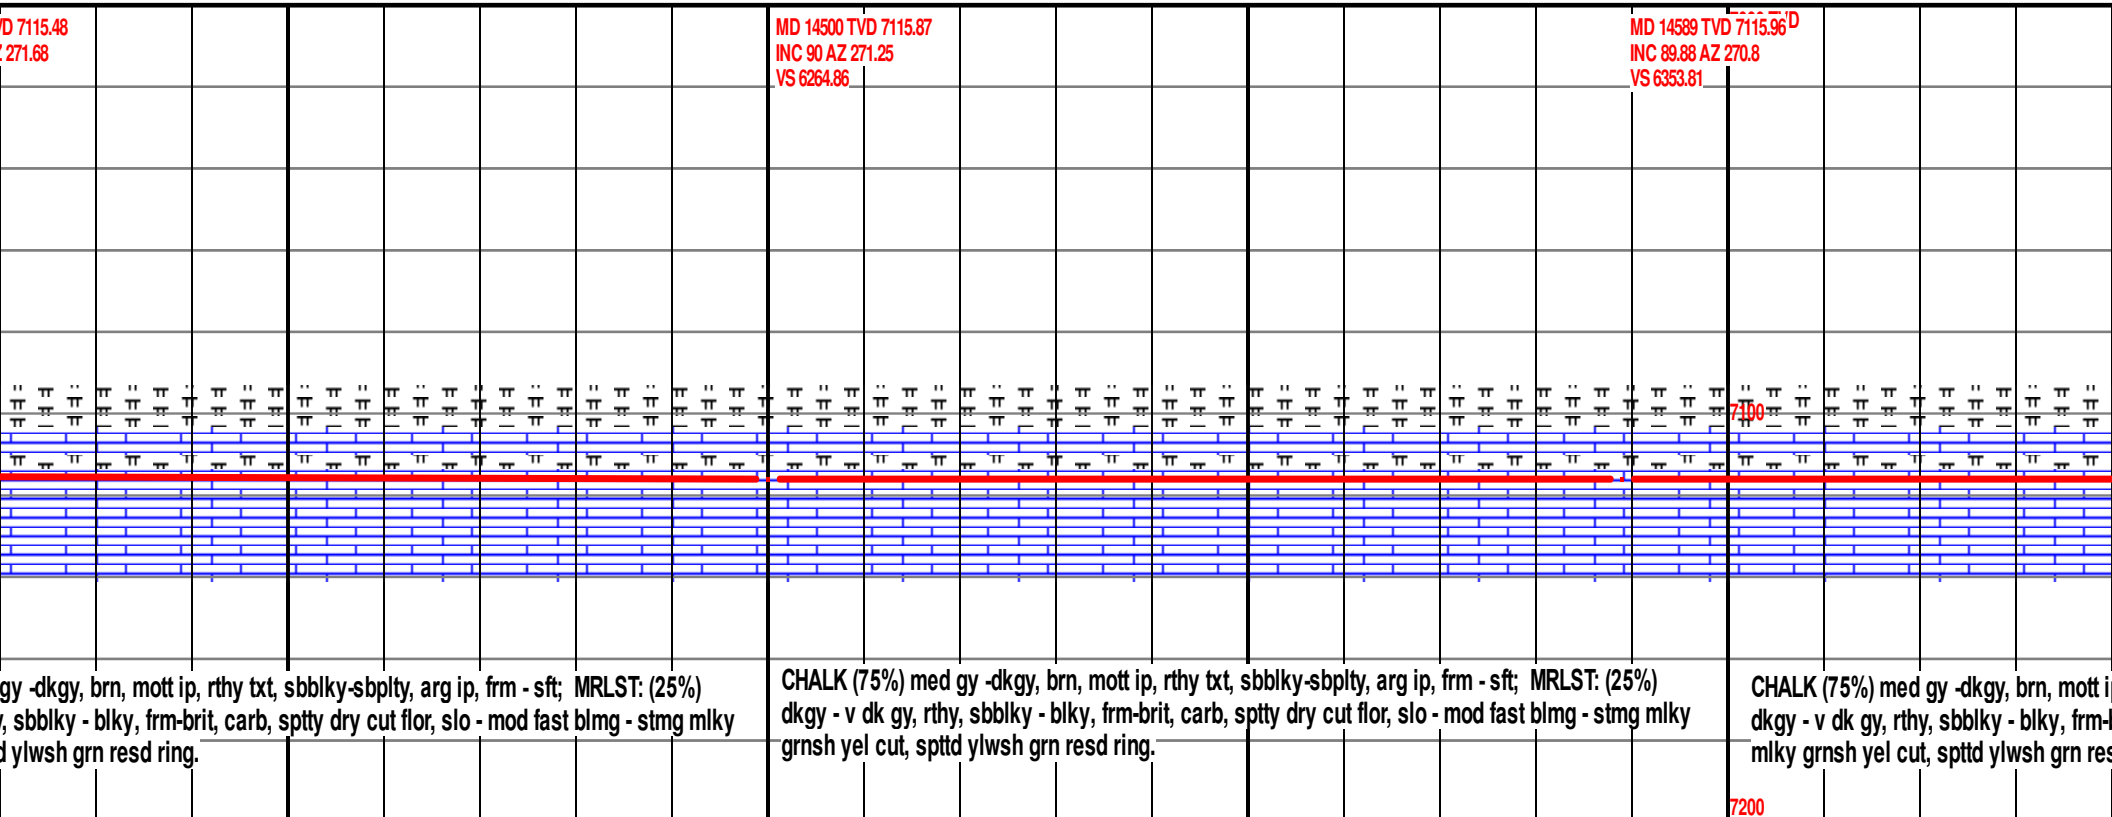 VD 7115.48
Z 271.68
MD 14500 TVD 7115.87
INC 90 AZ 271.25
VS 6264.86
MD 14589 TVD 7115.96
INC 89.88 AZ 270.8
VS 6353.81
TVD
7100
gy -dkgy, brn, mott ip, rthy txt, sbblky-sbplty, arg ip, frm - sft; MRLST: (25%)
, sbblky - blky, frm-brit, carb, sptty dry cut flor, slo - mod fast blmg - stmg mlky
d ylwsh grn resd ring.
CHALK (75%) med gy -dkgy, brn, mott ip, rthy txt, sbblky-sbplty, arg ip, frm - sft; MRLST: (25%)
dkgy - v dk gy, rthy, sbblky - blky, frm-brit, carb, sptty dry cut flor, slo - mod fast blmg - stmg mlky
grnsh yel cut, spttd ylwsh grn resd ring.
CHALK (75%) med gy -dkgy, brn, mott ip
dkgy - v dk gy, rthy, sbblky - blky, frm-b
mlky grnsh yel cut, spttd ylwsh grn res
7200